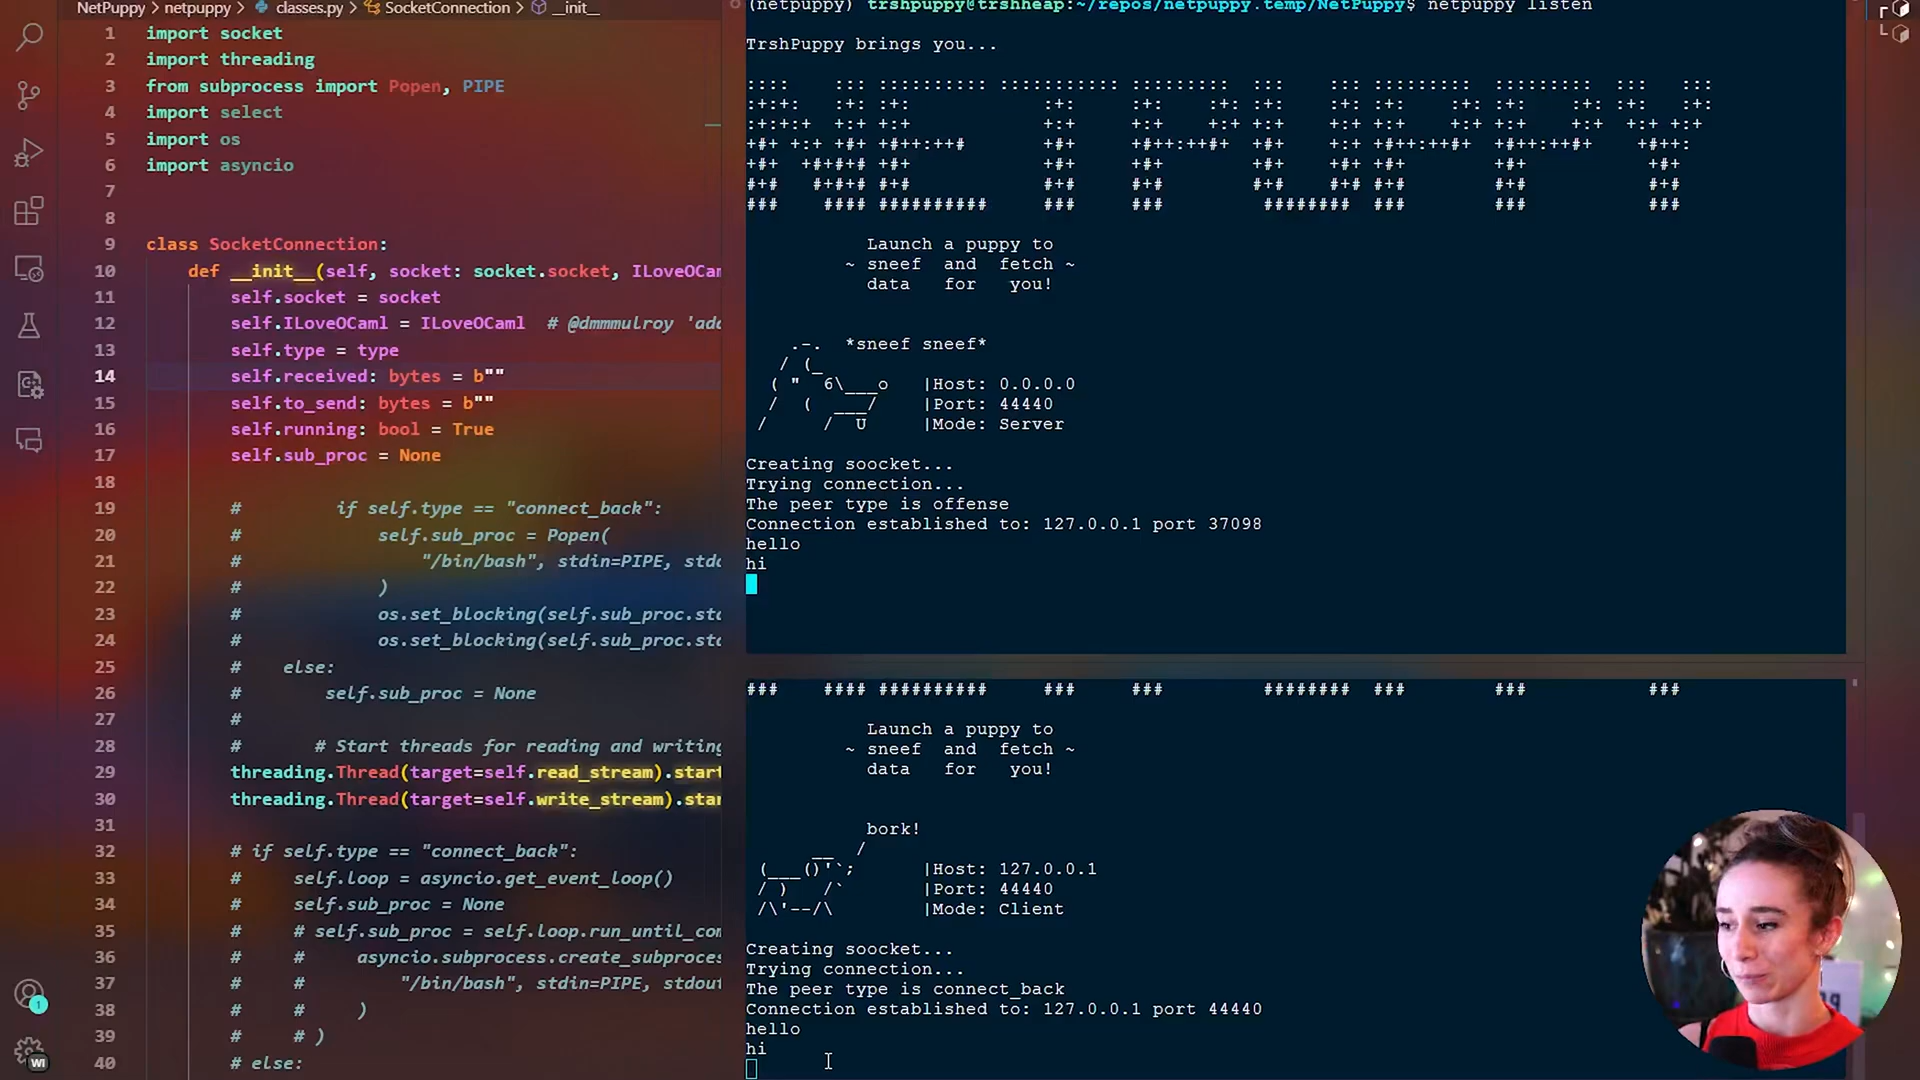 NetPuppy > netpuppy > classes.py > SocketConnection > __init__
1 import socket
2 import threading
3 from subprocess import Popen, PIPE
4 import select
5 import os
6 import asyncio
7
8
9 class SocketConnection:
10 def __init__(self, socket: socket.socket, ILoveOCam
11 self.socket = socket
12 self.ILoveOCaml = ILoveOCaml # @dmmmulroy 'add
13 self.type = type
14 self.received: bytes = b""
15 self.to_send: bytes = b""
16 self.running: bool = True
17 self.sub_proc = None
18
19 # if self.type == "connect_back":
20 # self.sub_proc = Popen(
21 # "/bin/bash", stdin=PIPE, stdo
22 # )
23 # os.set_blocking(self.sub_proc.std
24 # os.set_blocking(self.sub_proc.std
25 # else:
26 # self.sub_proc = None
27 #
28 # # Start threads for reading and writing
29 threading.Thread(target=self.read_stream).start
30 threading.Thread(target=self.write_stream).star
31
32 # if self.type == "connect_back":
33 # self.loop = asyncio.get_event_loop()
34 # self.sub_proc = None
35 # # self.sub_proc = self.loop.run_until_com
36 # # asyncio.subprocess.create_subproces
37 # # "/bin/bash", stdin=PIPE, stdout
38 # # )
39 # # )
40 # else:
1
WI
(netpuppy) trshpuppy@trshheap:~/repos/netpuppy.temp/NetPuppy$ netpuppy listen
TrshPuppy brings you...
NETPUPPY
Launch a puppy to
~ sneef and fetch ~
data for you!
*sneef sneef*
|Host: 0.0.0.0
|Port: 44440
|Mode: Server
Creating soocket...
Trying connection...
The peer type is offense
Connection established to: 127.0.0.1 port 37098
hello
hi
Launch a puppy to
~ sneef and fetch ~
data for you!
bork!
|Host: 127.0.0.1
|Port: 44440
|Mode: Client
Creating soocket...
Trying connection...
The peer type is connect_back
Connection established to: 127.0.0.1 port 44440
hello
hi